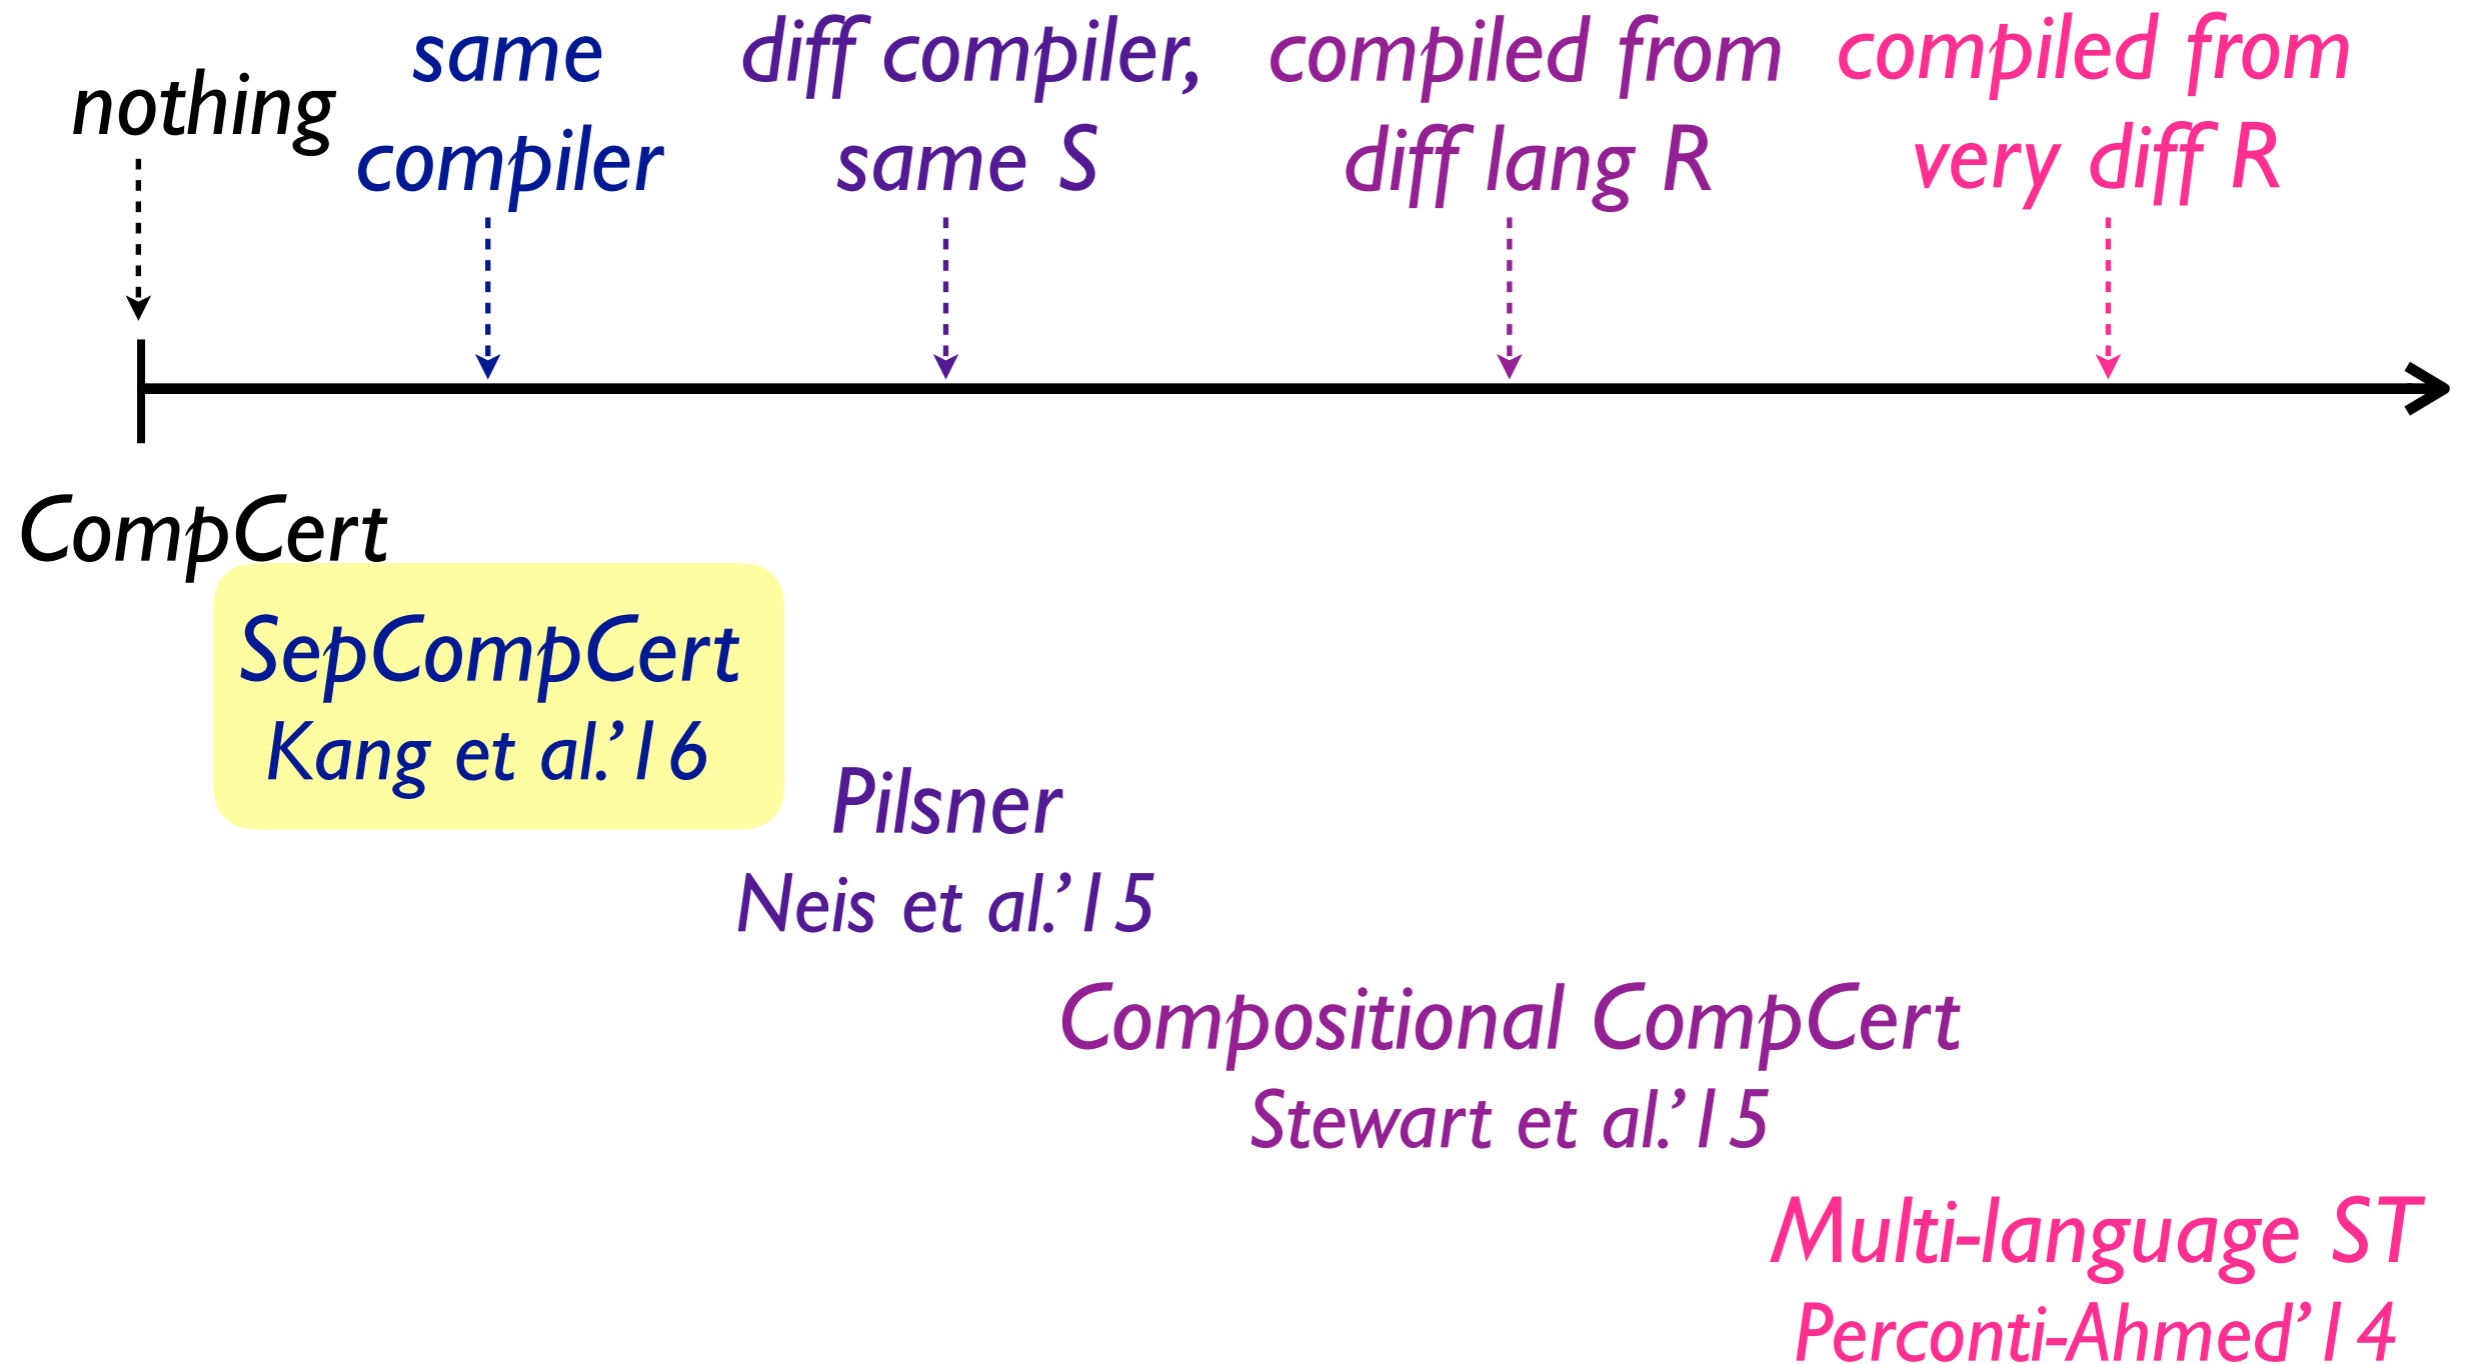 nothing
same
compiler
diff compiler,
same S
compiled from
diff lang R
compiled from
very diff R
CompCert
SepCompCert
Kang et al.’16
Pilsner
Neis et al.’15
Compositional CompCert
Stewart et al.’15
Multi-language ST
Perconti-Ahmed’14